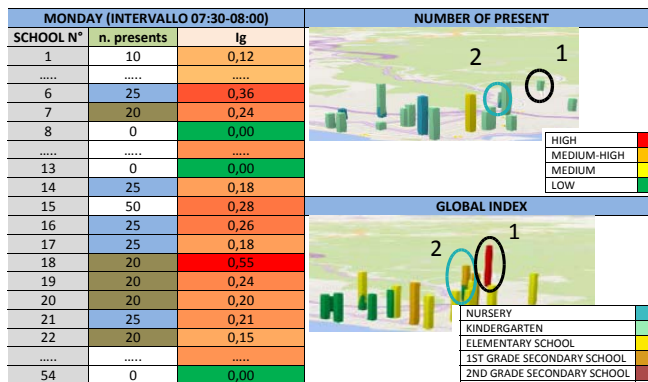 MONDAY (INTERVALLO 07:30-08:00)
SCHOOL N° n. presents Ig
1 10 0,12
..... ..... .....
6 25 0,36
7 20 0,24
8 0 0,00
..... ..... .....
13 0 0,00
14 25 0,18
15 50 0,28
16 25 0,26
17 25 0,18
18 20 0,55
19 20 0,24
20 20 0,20
21 25 0,21
22 20 0,15
..... ..... .....
54 0 0,00
NUMBER OF PRESENT
2 1
HIGH
MEDIUM-HIGH
MEDIUM
LOW
GLOBAL INDEX
2 1
NURSERY
KINDERGARTEN
ELEMENTARY SCHOOL
1ST GRADE SECONDARY SCHOOL
2ND GRADE SECONDARY SCHOOL